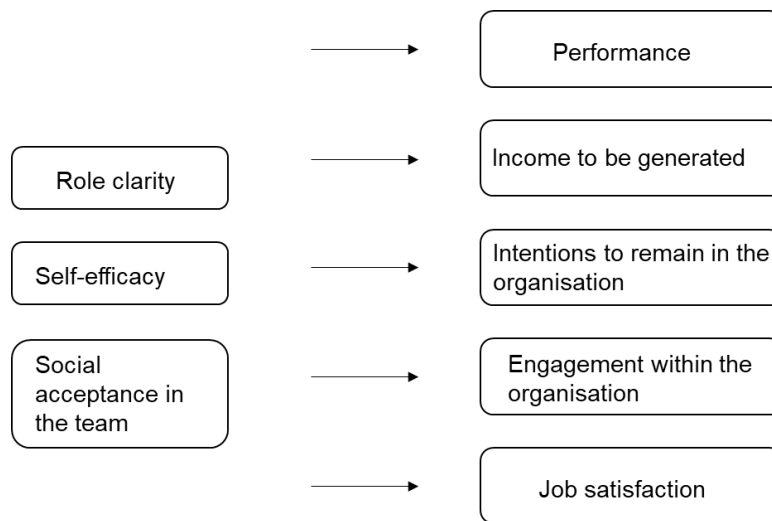 Role clarity
Self-efficacy
Social
acceptance in
the team
Performance
Income to be generated
Intentions to remain in the
organisation
Engagement within the
organisation
Job satisfaction